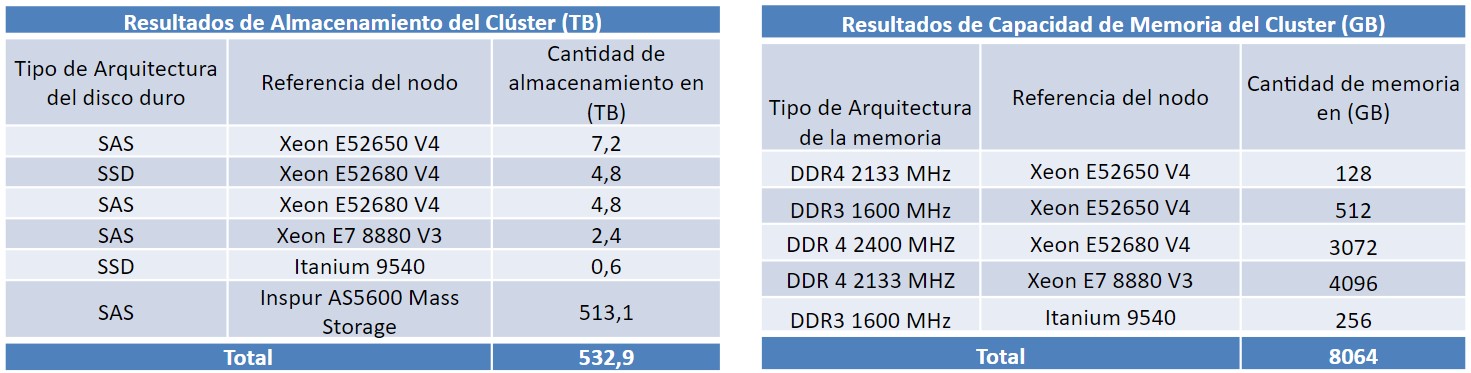 Resultados de Almacenamiento del Clúster (TB)
Tipo de Arquitectura
del disco duro
Referencia del nodo
Cantidad de
almacenamiento en
(TB)
SAS Xeon E52650 V4 7,2
SSD Xeon E52680 V4 4,8
SAS Xeon E52680 V4 4,8
SAS Xeon E7 8880 V3 2,4
SSD Itanium 9540 0,6
SAS
Inspur AS5600 Mass
Storage
513,1
Total 532,9
Resultados de Capacidad de Memoria del Cluster (GB)
Tipo de Arquitectura
de la memoria
Referencia del nodo
Cantidad de memoria
en (GB)
DDR4 2133 MHz Xeon E52650 V4 128
DDR3 1600 MHz Xeon E52650 V4 512
DDR 4 2400 MHZ Xeon E52680 V4 3072
DDR 4 2133 MHZ Xeon E7 8880 V3 4096
DDR3 1600 MHz Itanium 9540 256
Total 8064